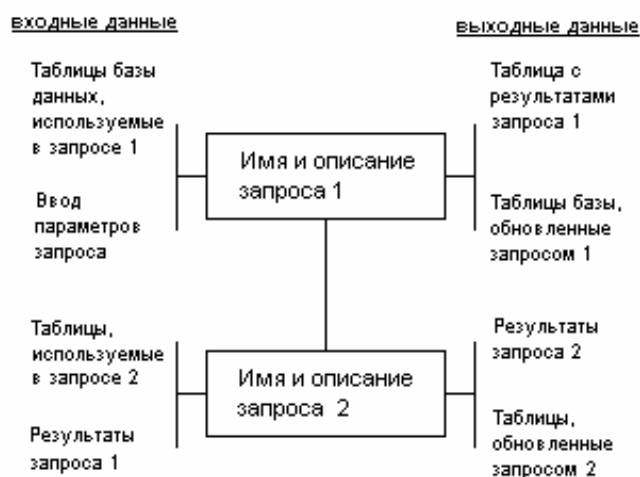 входные данные
выходные данные
Таблицы базы
данных,
используемые
в запросе 1
Ввод
параметров
запроса
Имя и описание
запроса 1
Таблица с
результатами
запроса 1
Таблицы базы,
обновленные
запросом 1
Таблицы,
используемые
в запросе 2
Результаты
запроса 1
Имя и описание
запроса 2
Результаты
запроса 2
Таблицы,
обновленные
запросом 2